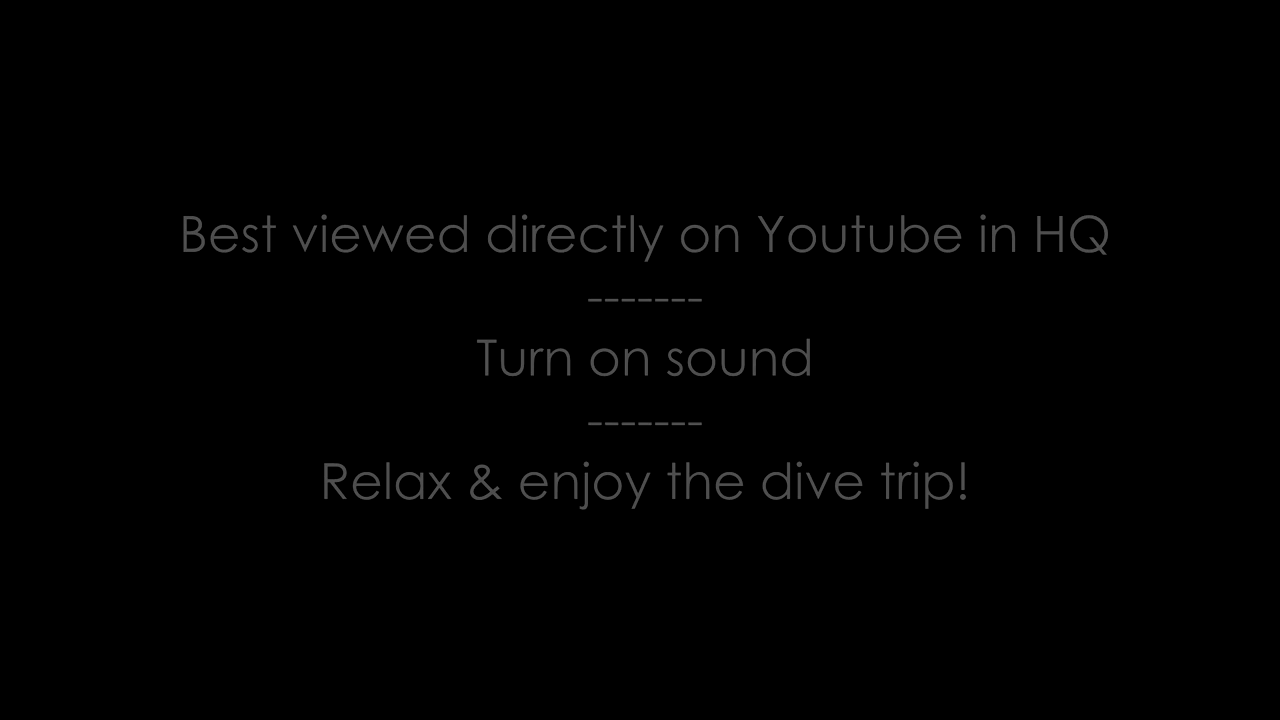 Best viewed directly on Youtube in HQ
-------
Turn on sound
-------
Relax & enjoy the dive trip!